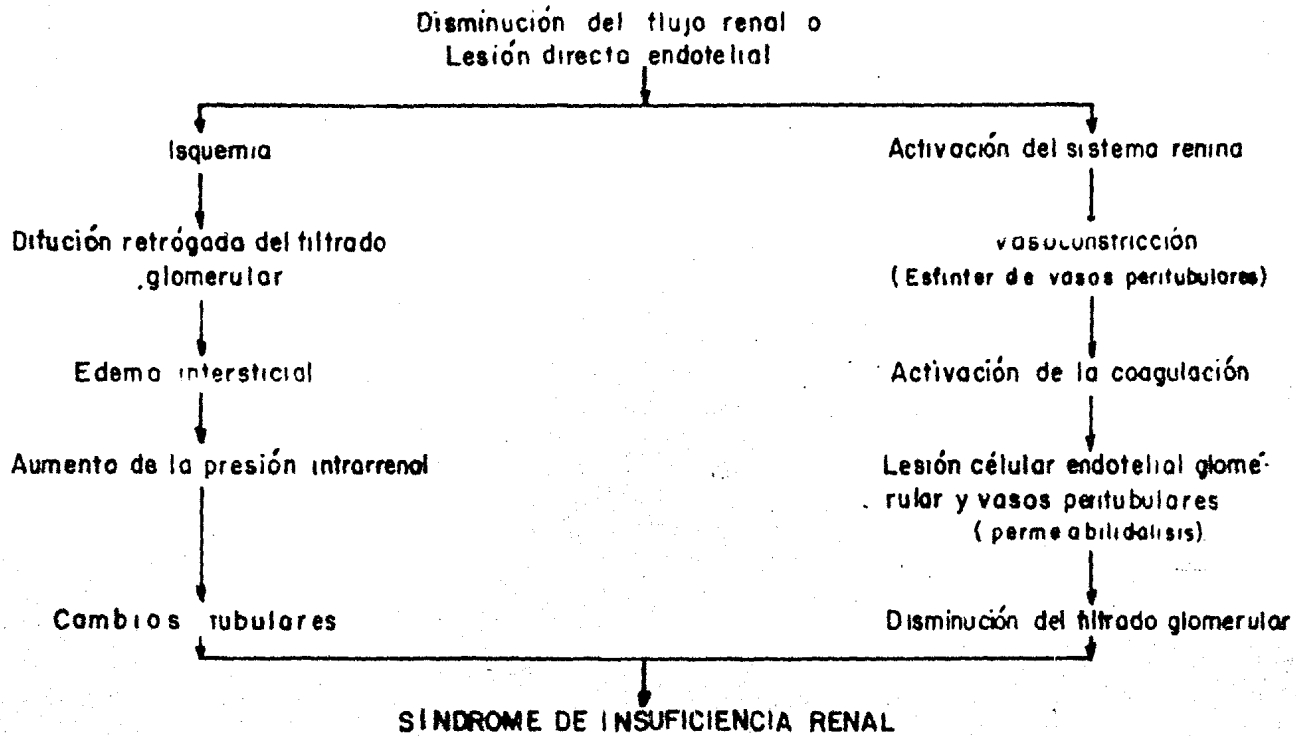 Disminución del flujo renal o
Lesión directa endotelial
Isquemia
Difución retrógada del filtrado
glomerular
Edema intersticial
Aumento de la presión intrarrenal
Cambios tubulares
Activación del sistema renina
vasoconstricción
(Esfinter de vasos peritubulares)
Activación de la coagulación
Lesión célular endotelial glomé-
rular y vasos peritubulares
(permeabilidalisis)
Disminución del filtrado glomerular
SÍNDROME DE INSUFICIENCIA RENAL